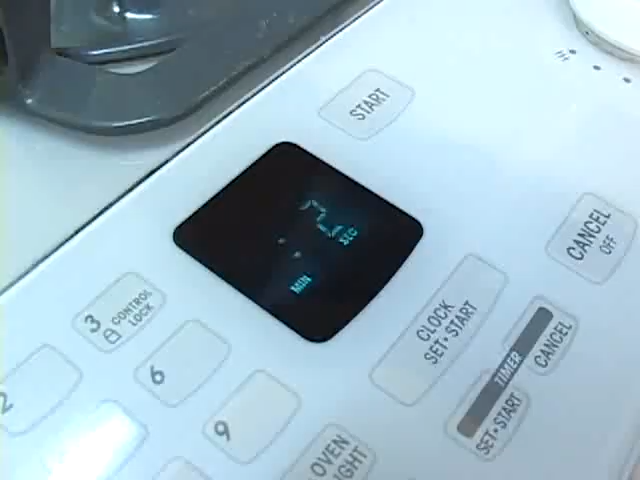 START
2
MIN SEC
CANCEL
OFF
3 CONTROL
LOCK
CLOCK
SET•START
TIMER
CANCEL
SET•START
2
6
9
OVEN